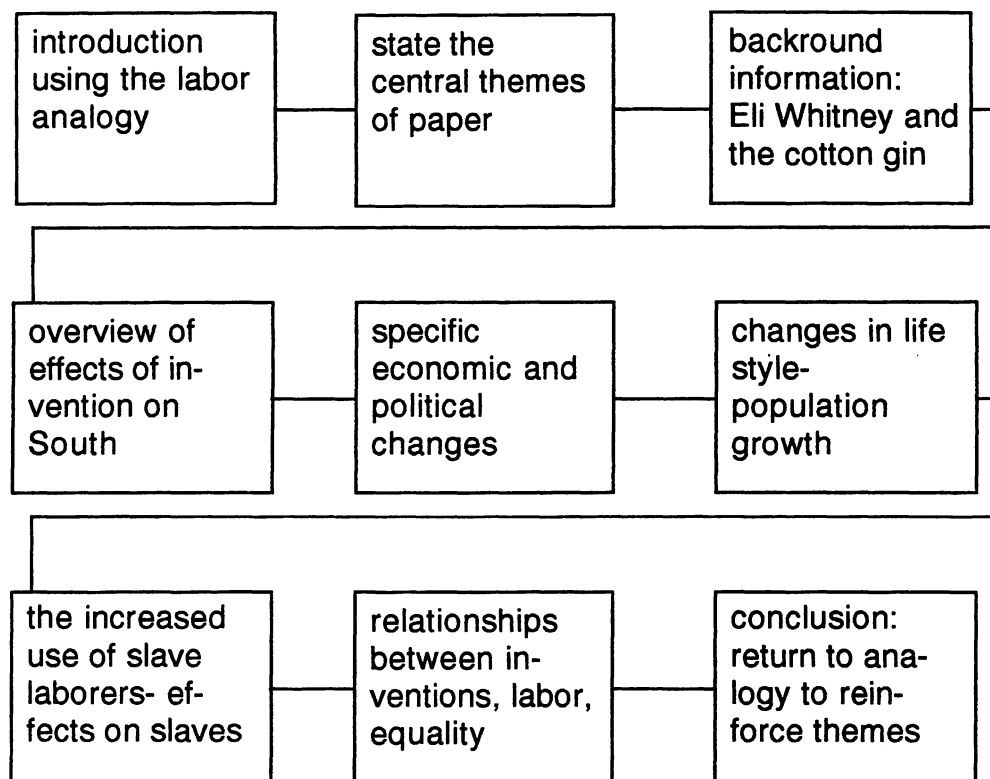 introduction
using the labor
analogy
state the
central themes
of paper
backround
information:
Eli Whitney and
the cotton gin
overview of
effects of in-
vention on
South
specific
economic and
political
changes
changes in life
style-
population
growth
the increased
use of slave
laborers- ef-
fects on slaves
relationships
between in-
ventions, labor,
equality
conclusion:
return to ana-
logy to rein-
force themes